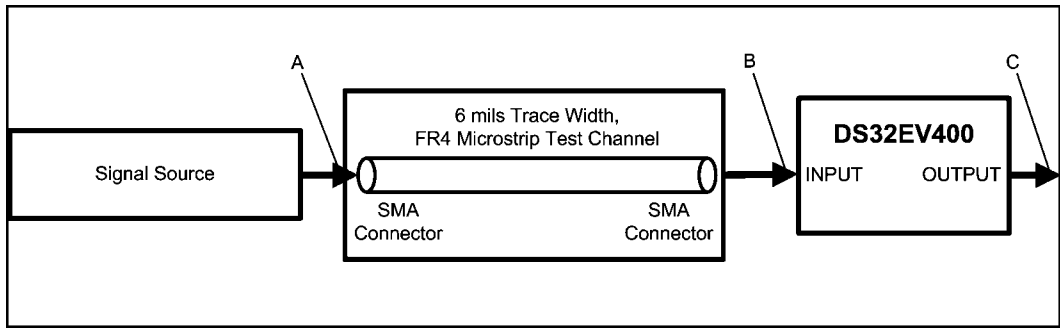 A
B
C
6 mils Trace Width,
FR4 Microstrip Test Channel
DS32EV400
Signal Source
INPUT
OUTPUT
SMA
Connector
SMA
Connector